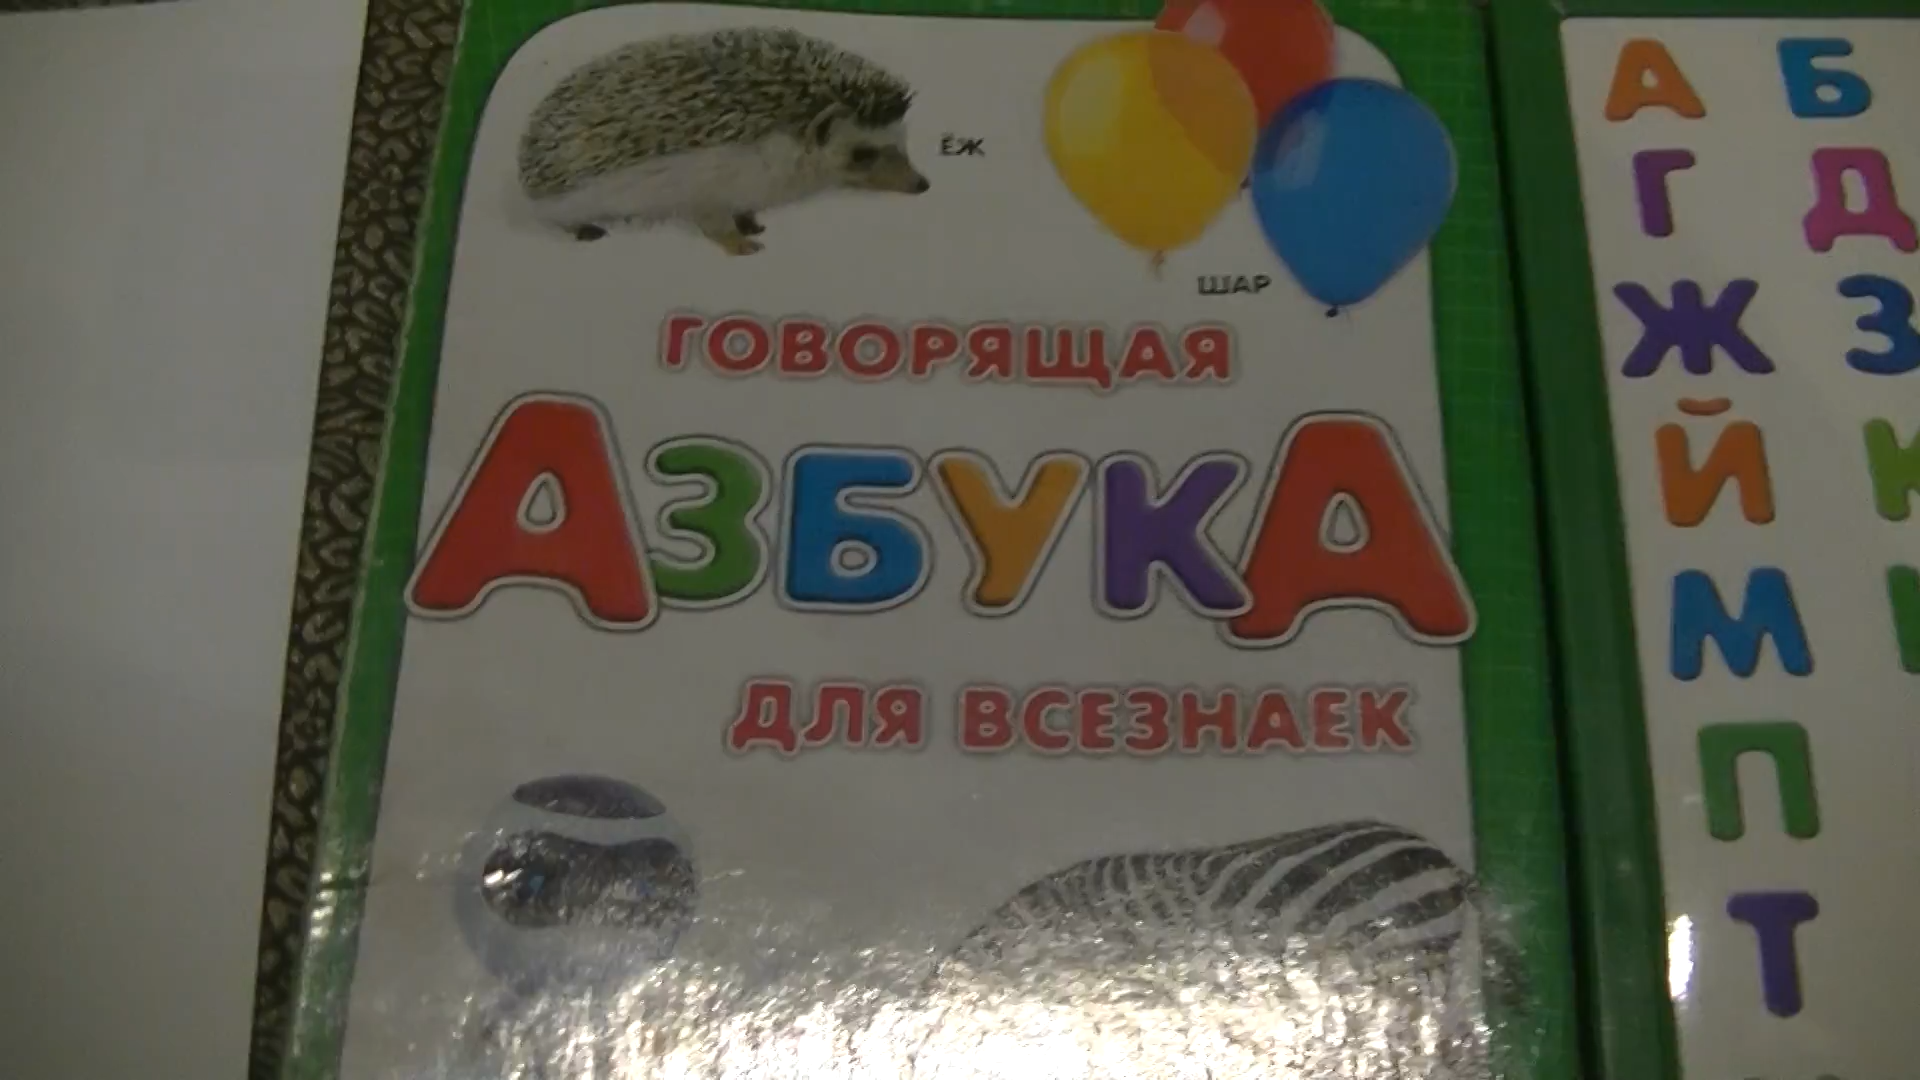 ЁЖ
ШАР
ГОВОРЯЩАЯ
АЗБУКА
ДЛЯ ВСЕЗНАЕК
А Б
Г Д
Ж З
Й К
М
П
Т